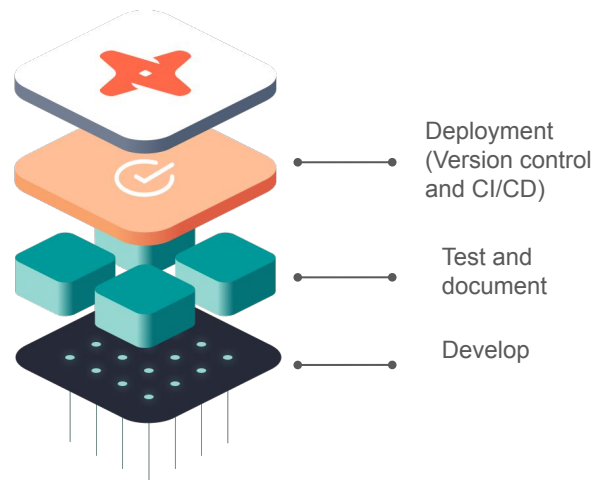 Deployment
(Version control
and CI/CD)
Test and
document
Develop